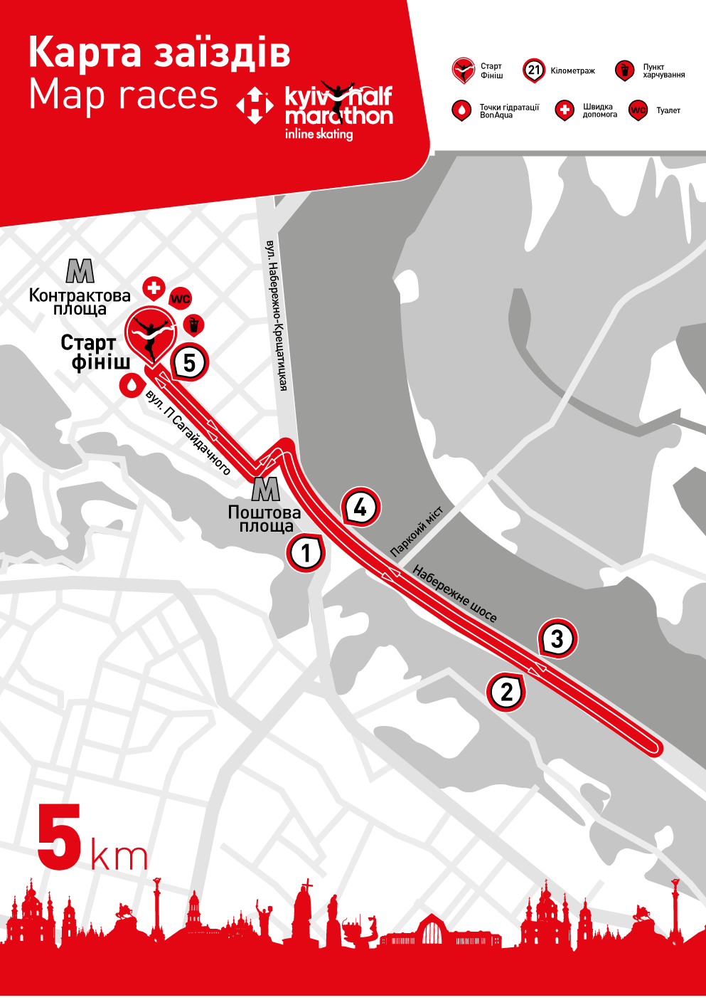 Карта заїздів
Map races
kyiv half
marathon
inline skating
Старт
Фініш
21
Кілометраж
Пункт
харчування
Точки гідратації
BonAqua
Швидка
допомога
WC
Туалет
вул. Набережно-Крещатицкая
М
Контрактова
площа
WC
Старт
фініш
5
вул. П Сагайдачного
М
Поштова
площа
4
1
Паркоий міст
Набережне шосе
3
2
5 km